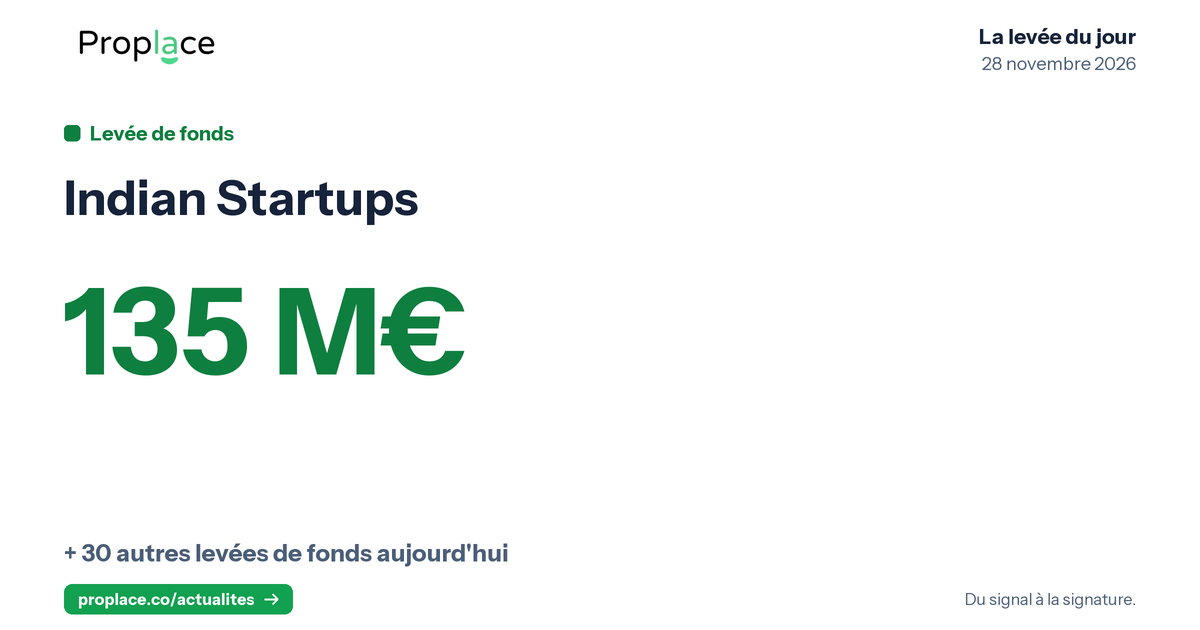 Proplace
La levée du jour
28 novembre 2026
Levée de fonds
Indian Startups
135 M€
+ 30 autres levées de fonds aujourd'hui
proplace.co/actualites →
Du signal à la signature.